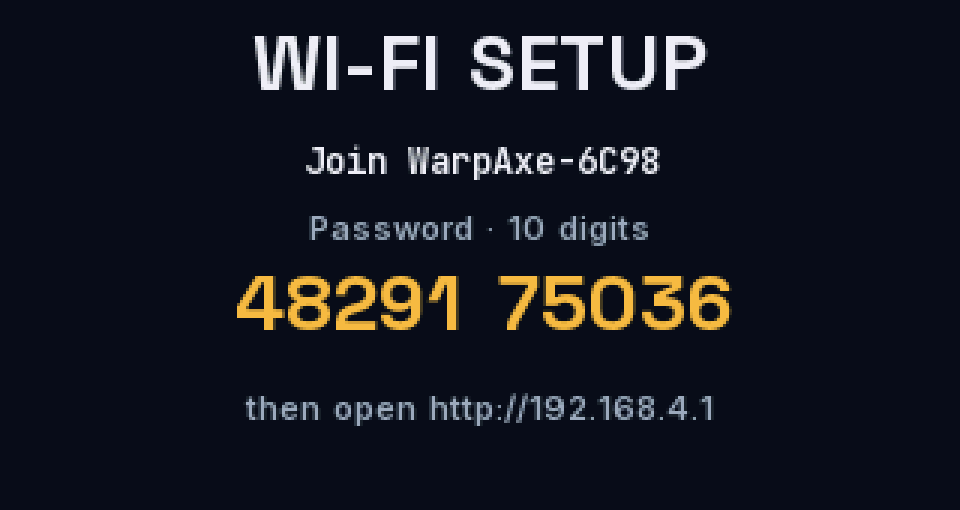 WI-FI SETUP
Join WarpAxe-6C98
Password · 10 digits
48291 75036
then open http://192.168.4.1